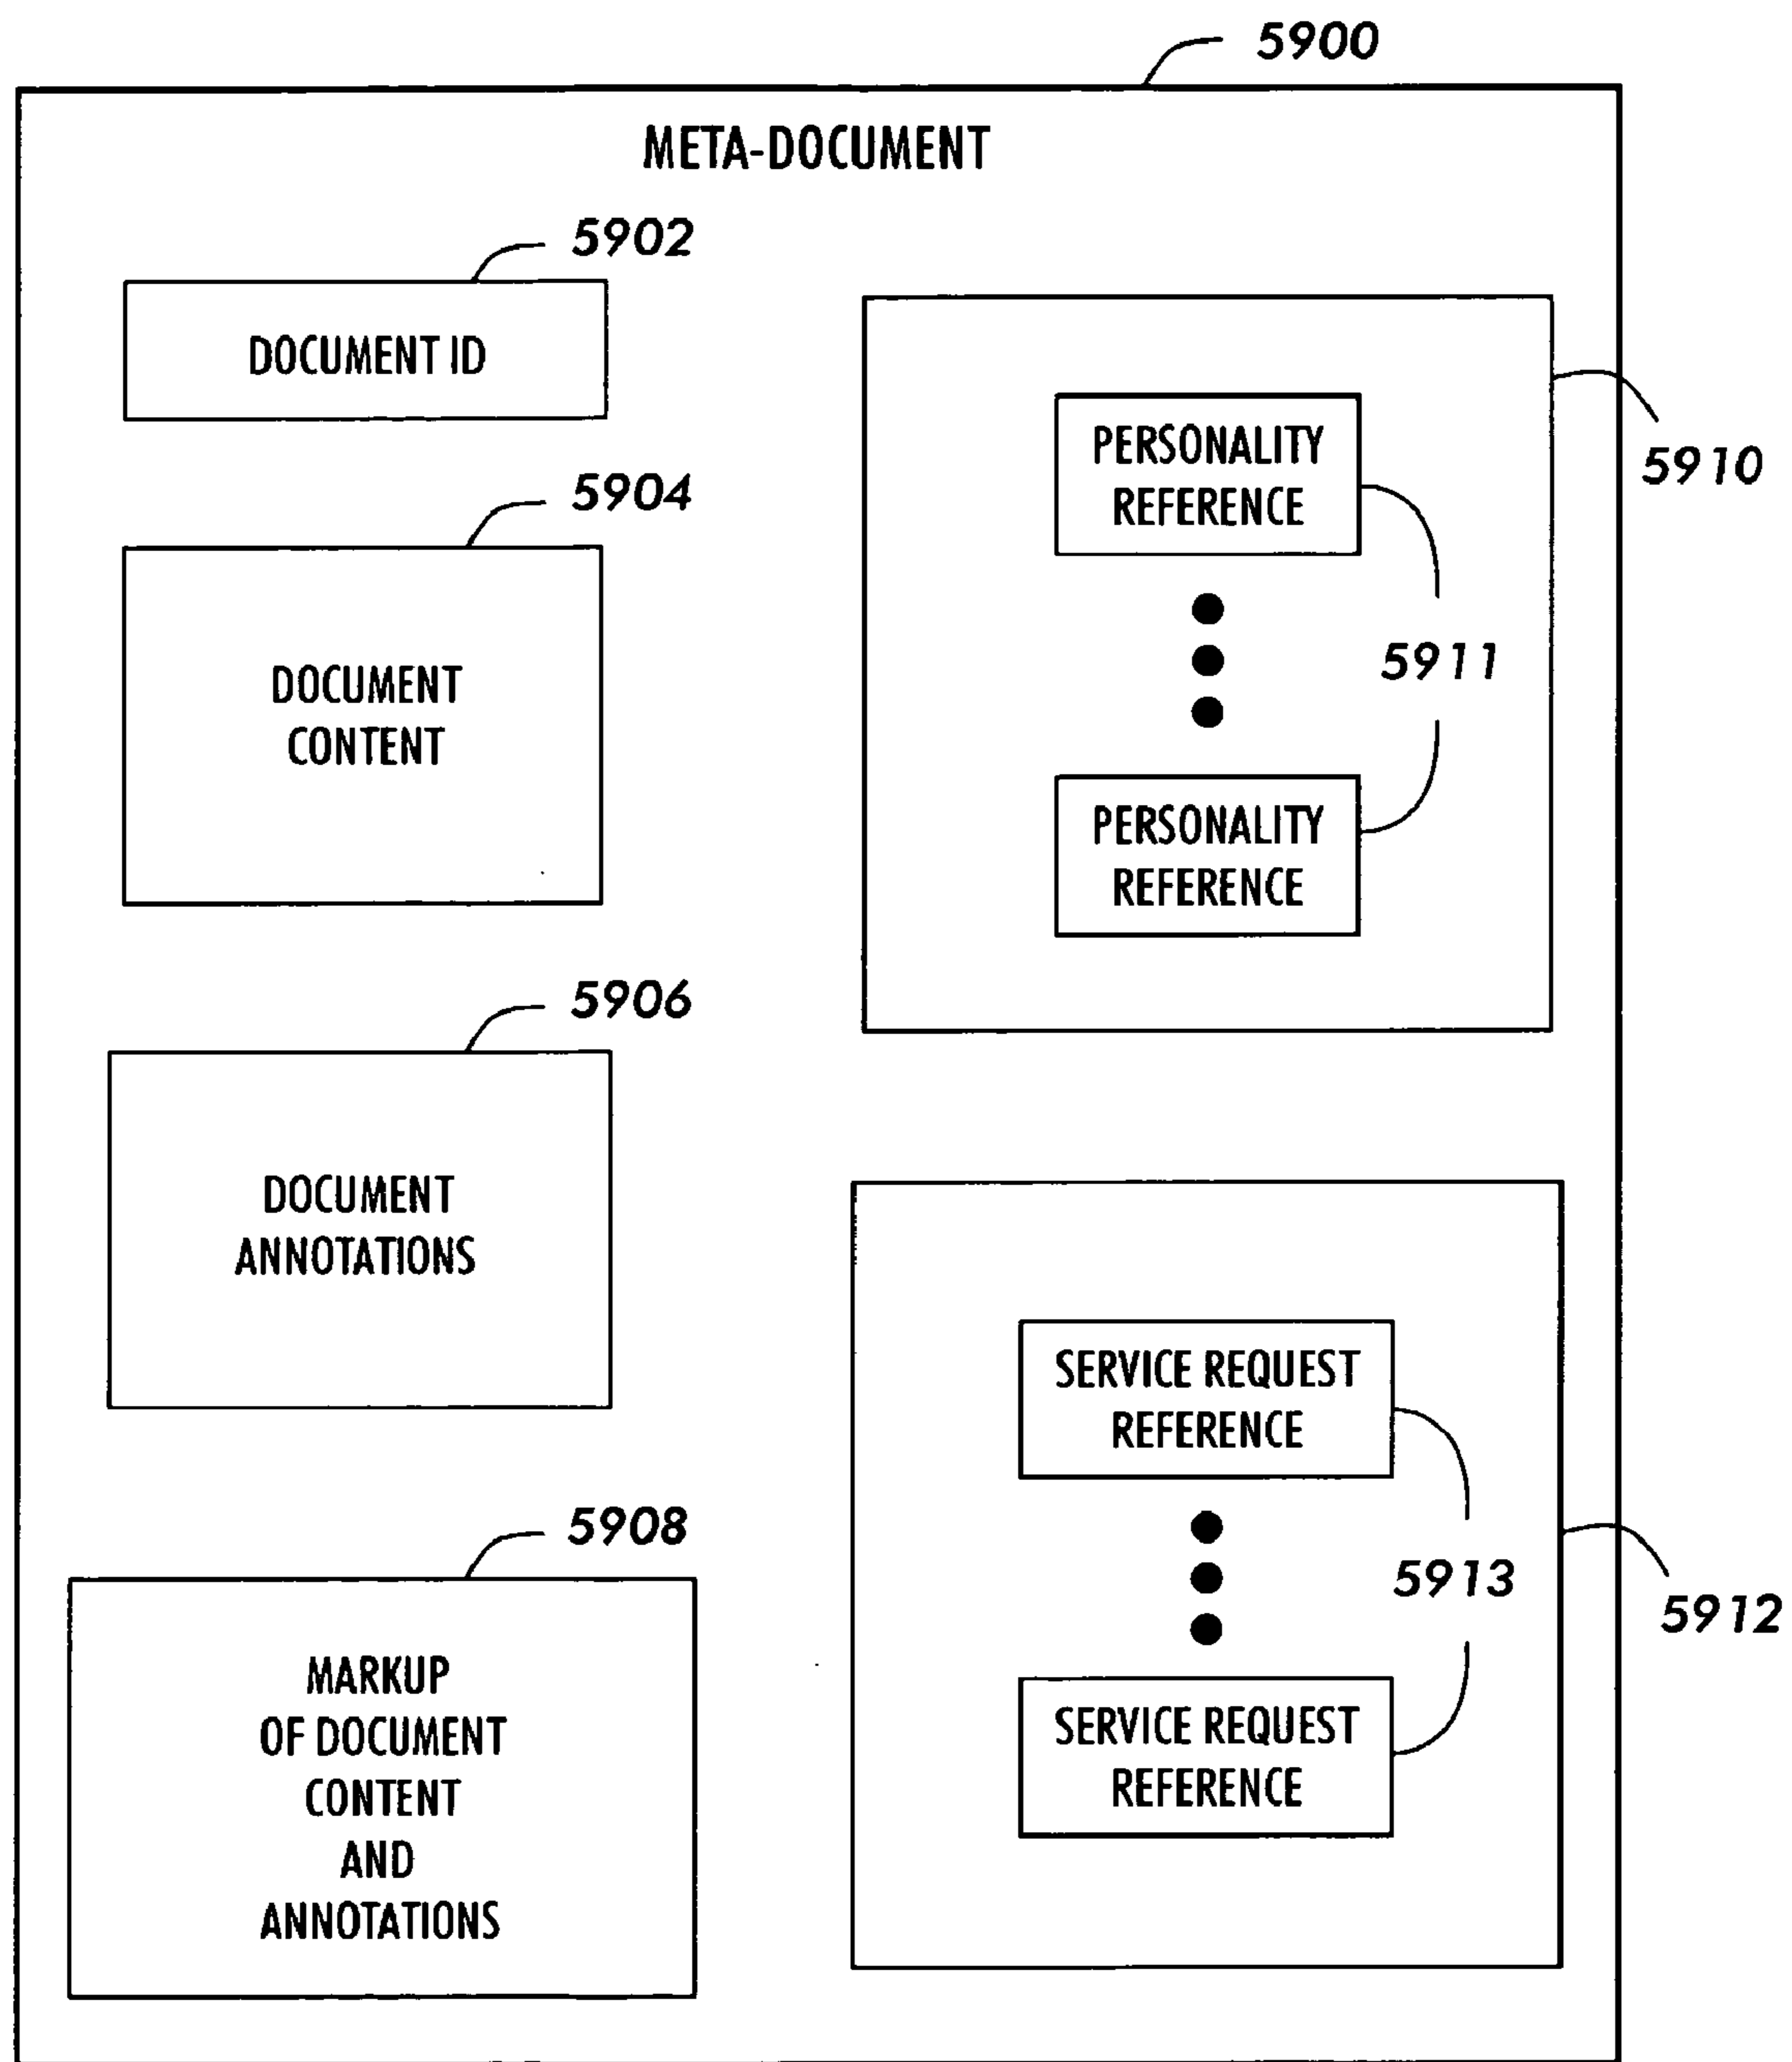 5900
META-DOCUMENT
5902
DOCUMENT ID
5904
DOCUMENT
CONTENT
5906
DOCUMENT
ANNOTATIONS
5908
MARKUP
OF DOCUMENT
CONTENT
AND
ANNOTATIONS
PERSONALITY
REFERENCE
5910
5911
PERSONALITY
REFERENCE
SERVICE REQUEST
REFERENCE
5913
5912
SERVICE REQUEST
REFERENCE